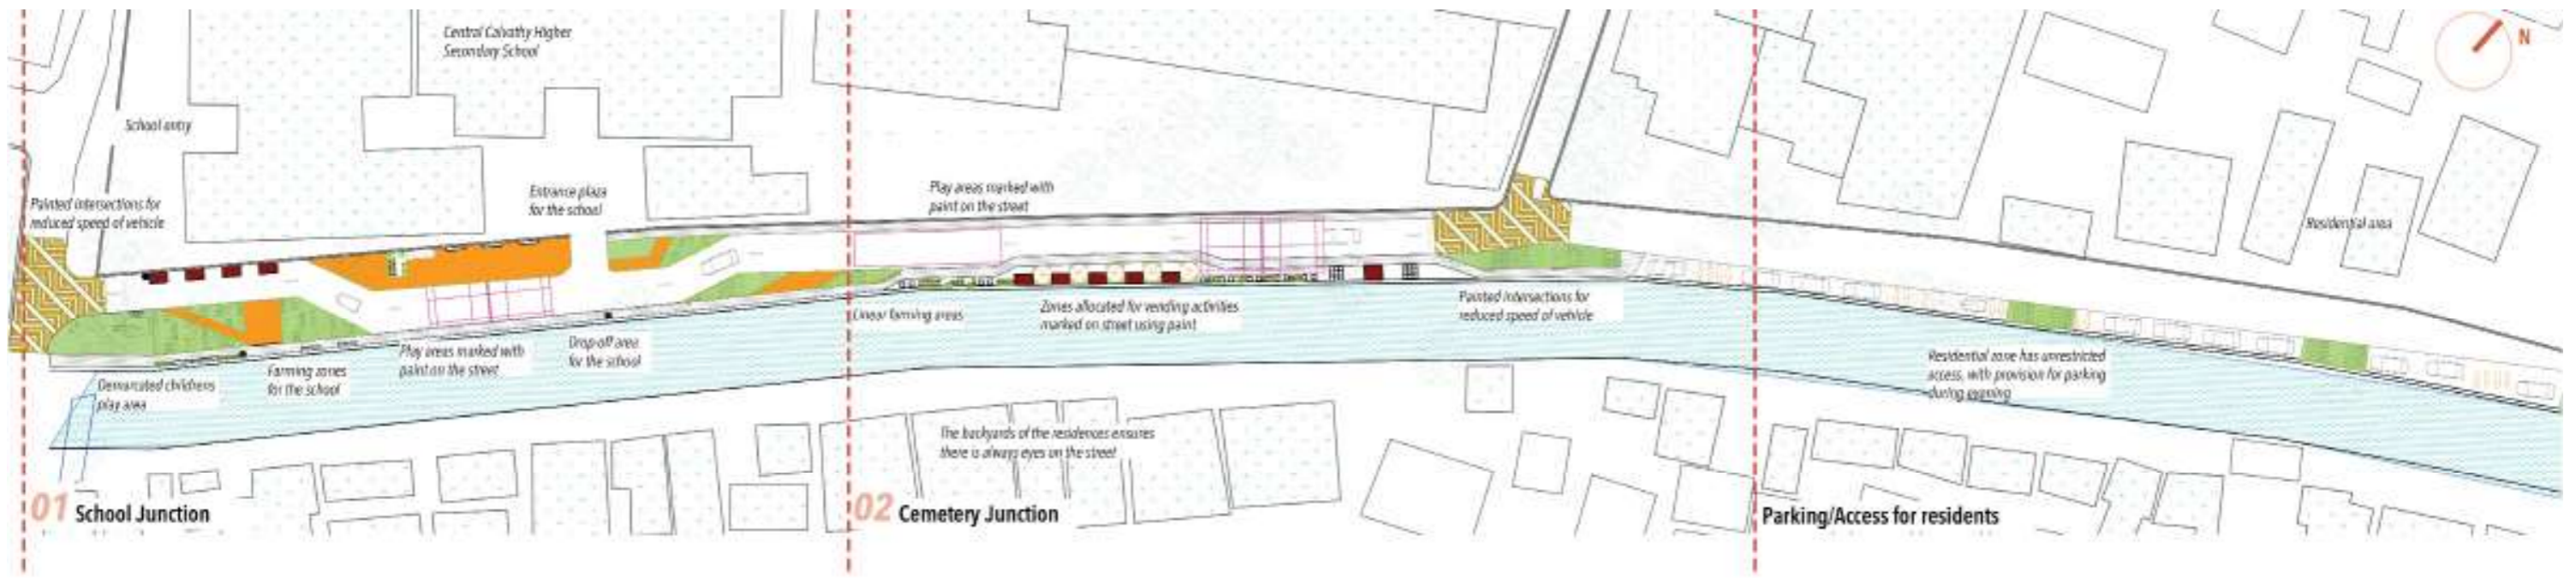 Central Calvathy Higher
Secondary School
N
School entry
Painted intersections for
reduced speed of vehicle
Entrance plaza
for the school
Play areas marked with
paint on the street
Residential area
Demarcated childrens
play area
Farming zones
for the school
Play areas marked with
paint on the street
Drop-off area
for the school
Linear farming areas
Zones allocated for vending activities
marked on street using paint
Painted intersections for
reduced speed of vehicle
Residential zone has unrestricted
access, with provision for parking
during evening
The backyards of the residences ensures
there is always eyes on the street
01 School Junction
02 Cemetery Junction
Parking/Access for residents